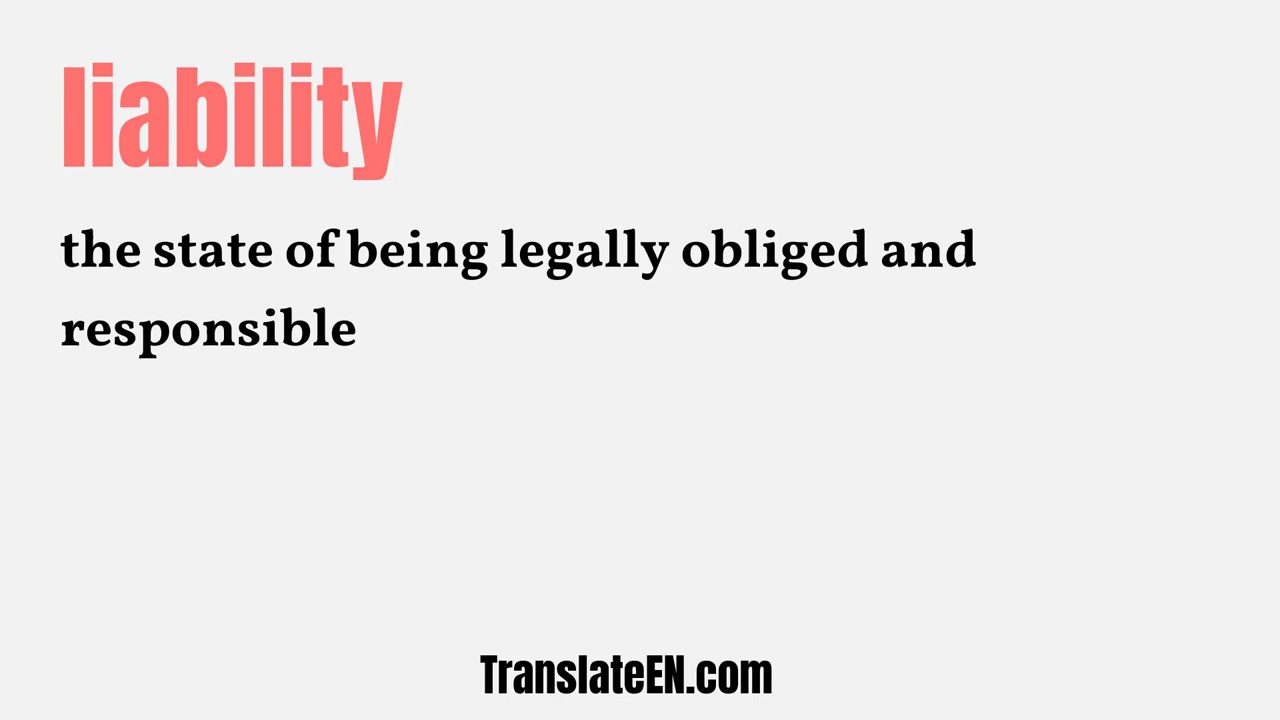 liability
the state of being legally obliged and
responsible
TranslateEN.com